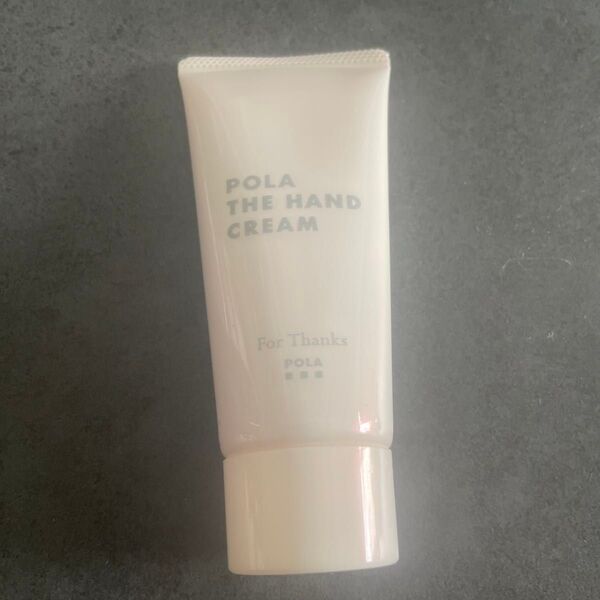 POLA
THE HAND
CREAM
For Thanks
POLA